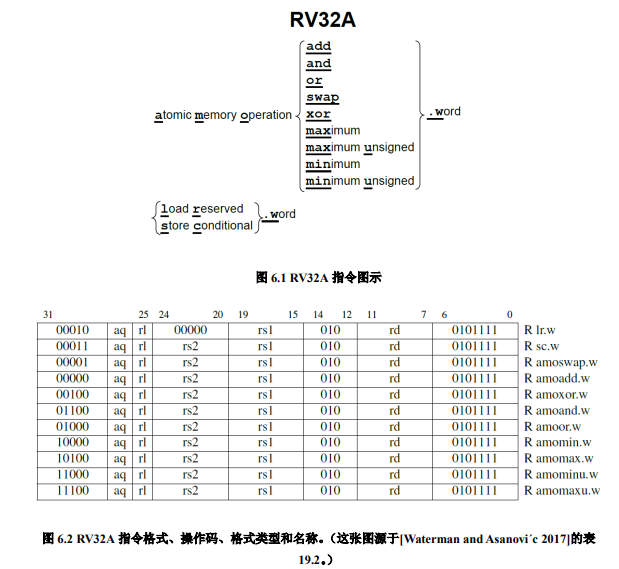 RV32A
add
and
or
swap
atomic memory operation xor .word
maximum
maximum unsigned
minimum
minimum unsigned
load reserved
.word
store conditional
图 6.1 RV32A 指令图示
31 25 24 20 19 15 14 12 11 7 6 0
00010 aq rl 00000 rs1 010 rd 0101111 R lr.w
00011 aq rl rs2 rs1 010 rd 0101111 R sc.w
00001 aq rl rs2 rs1 010 rd 0101111 R amoswap.w
00000 aq rl rs2 rs1 010 rd 0101111 R amoadd.w
00100 aq rl rs2 rs1 010 rd 0101111 R amoxor.w
01100 aq rl rs2 rs1 010 rd 0101111 R amoand.w
01000 aq rl rs2 rs1 010 rd 0101111 R amoor.w
10000 aq rl rs2 rs1 010 rd 0101111 R amomin.w
10100 aq rl rs2 rs1 010 rd 0101111 R amomax.w
11000 aq rl rs2 rs1 010 rd 0101111 R amominu.w
11100 aq rl rs2 rs1 010 rd 0101111 R amomaxu.w
图 6.2 RV32A 指令格式、操作码、格式类型和名称。（这张图源于[Waterman and Asanovi´c 2017]的表
19.2。）